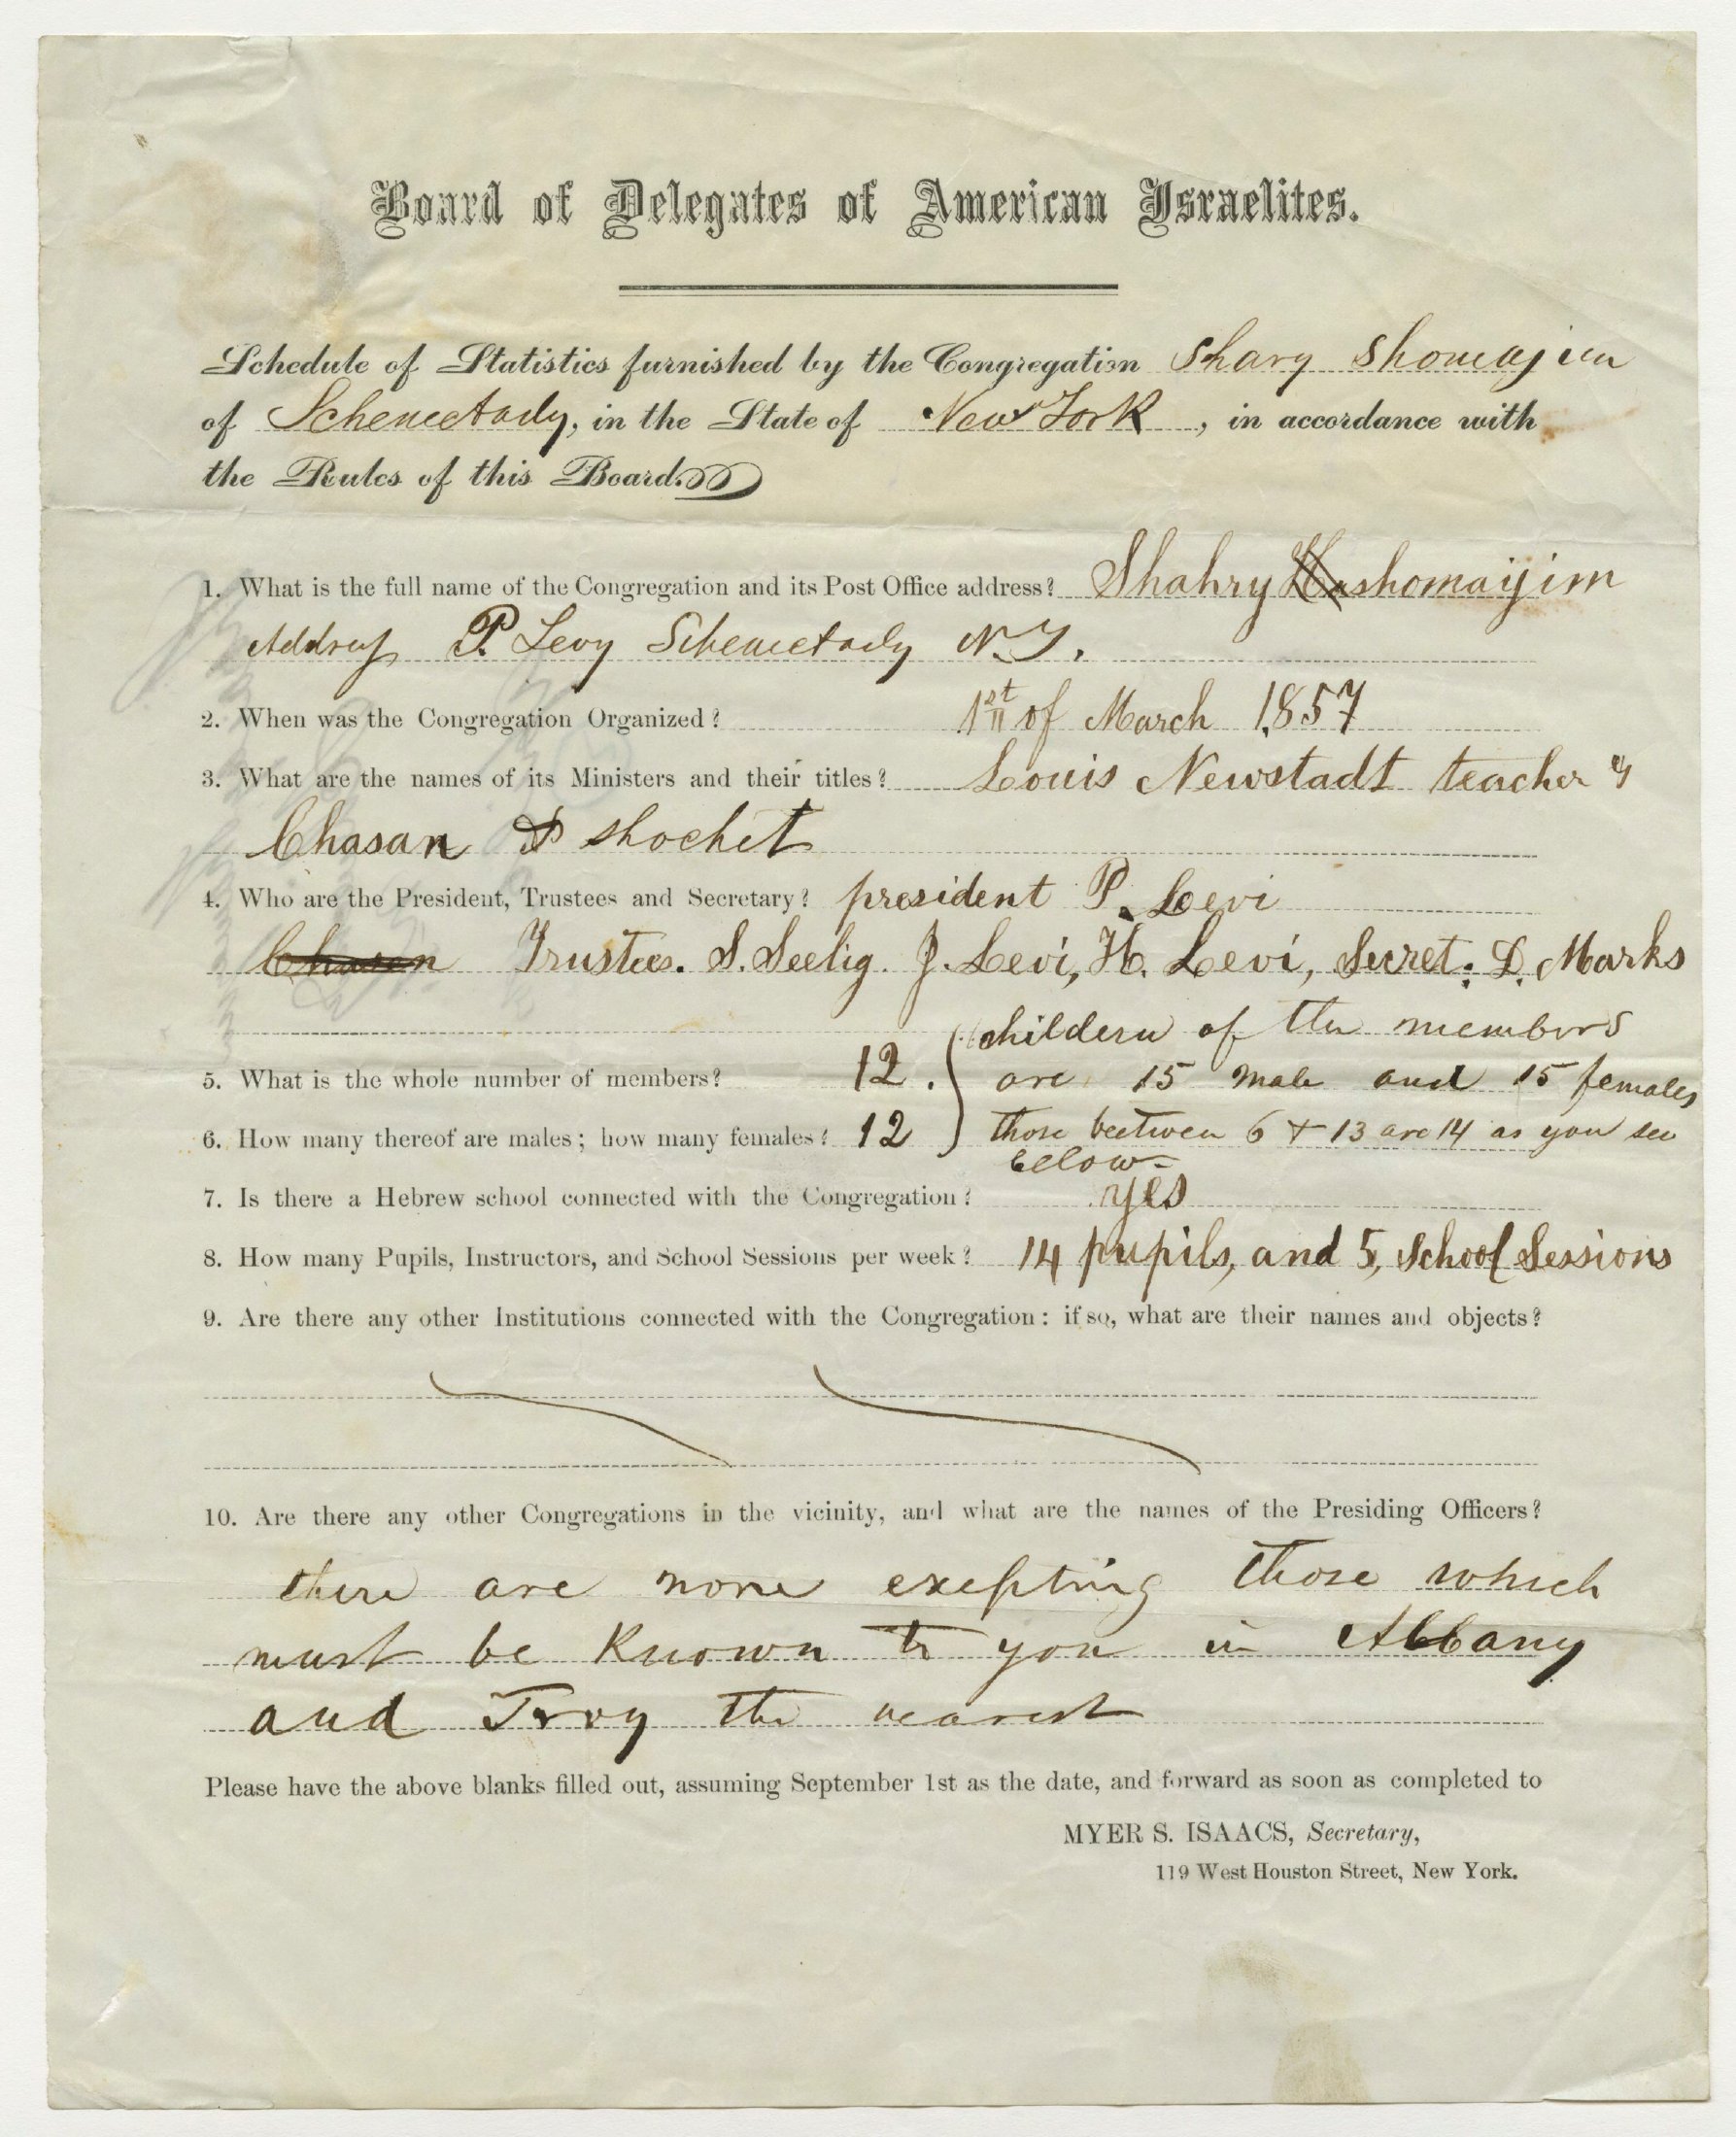 Board of Delegates of American Israelites.
Schedule of Statistics furnished by the Congregation Shary Shomajim
of Schenectady, in the State of New York, in accordance with
the Rules of this Board.
1. What is the full name of the Congregation and its Post Office address? Shahry Hashomaijim
Address P. Levy Schenectady N.Y.
2. When was the Congregation Organized? 1st of March 1857
3. What are the names of its Ministers and their titles? Louis Newstadt teacher &
Chasan & shochet
4. Who are the President, Trustees and Secretary? president P. Levi
Chasen Trustees. S. Seelig. J. Levi, H. Levi, Secret. D. Marks
childern of the members
5. What is the whole number of members? 12. are 15 male and 15 females
6. How many thereof are males; how many females? 12 those beetween 6 + 13 are 14 as you see
bellow-
7. Is there a Hebrew school connected with the Congregation? yes
8. How many Pupils, Instructors, and School Sessions per week? 14 pupils, and 5, School Sessions
9. Are there any other Institutions connected with the Congregation: if so, what are their names and objects?
10. Are there any other Congregations in the vicinity, and what are the names of the Presiding Officers?
there are none exepting those which
must be Known to you in Albany
and Troy the nearest
Please have the above blanks filled out, assuming September 1st as the date, and forward as soon as completed to
MYER S. ISAACS, Secretary,
119 West Houston Street, New York.